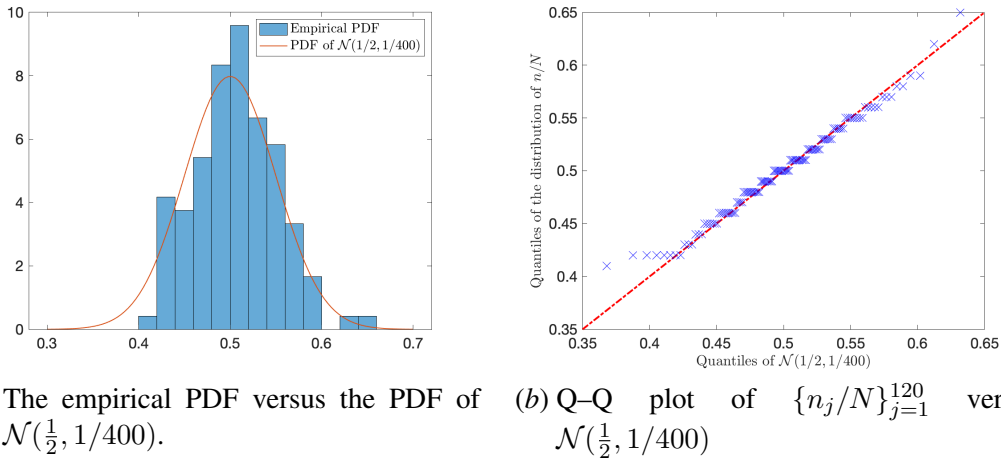 10
8
6
4
2
0
0.3 0.4 0.5 0.6 0.7
Empirical PDF
PDF of 𝒩(1/2, 1/400)
0.65
0.6
0.55
0.5
0.45
0.4
0.35
0.35 0.4 0.45 0.5 0.55 0.6 0.65
Quantiles of the distribution of n/N
Quantiles of 𝒩(1/2, 1/400)
The empirical PDF versus the PDF of
𝒩(½, 1/400).
(b) Q–Q plot of {n_j/N}_{j=1}^{120} ver
𝒩(½, 1/400)